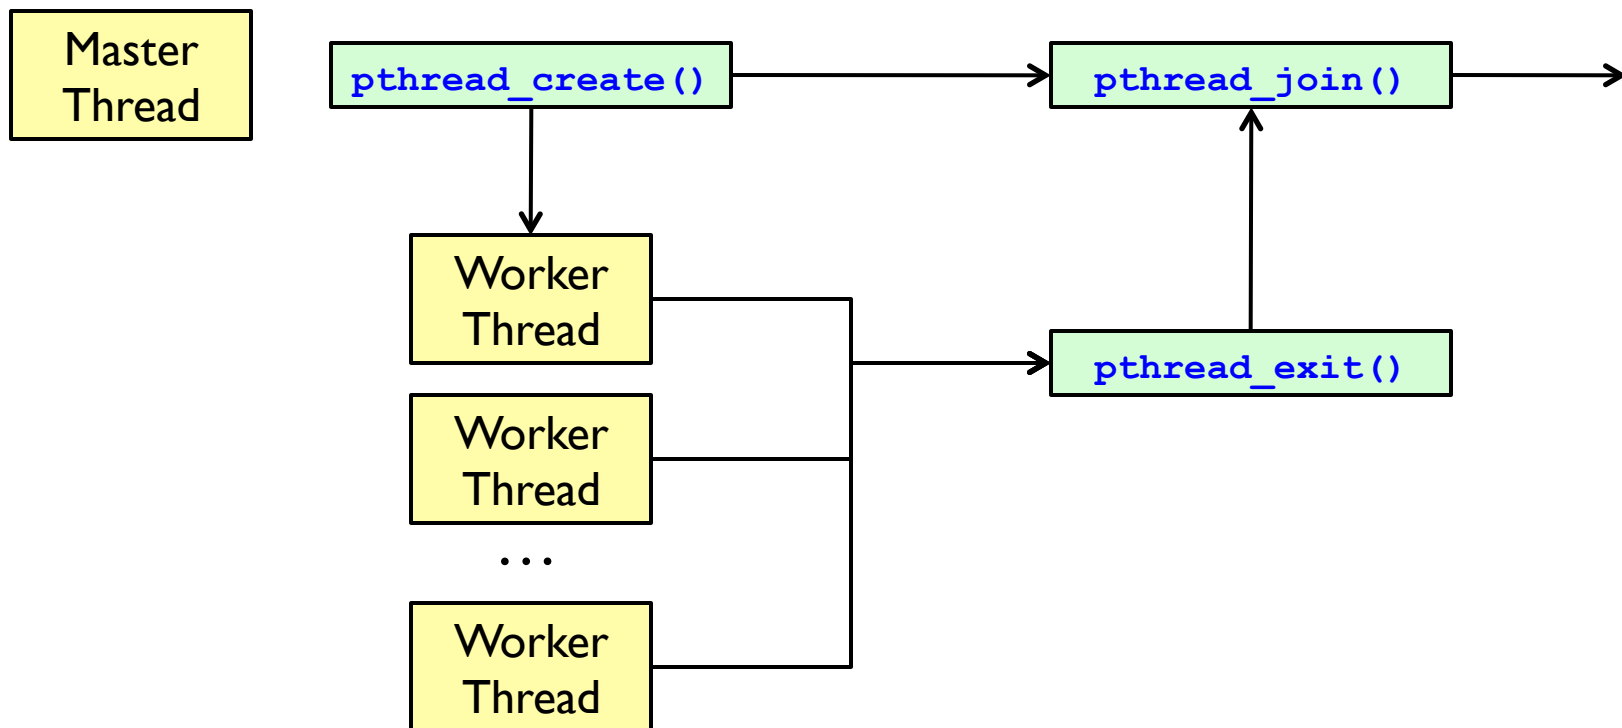 Master
Thread
pthread_create()
pthread_join()
Worker
Thread
pthread_exit()
Worker
Thread
...
Worker
Thread